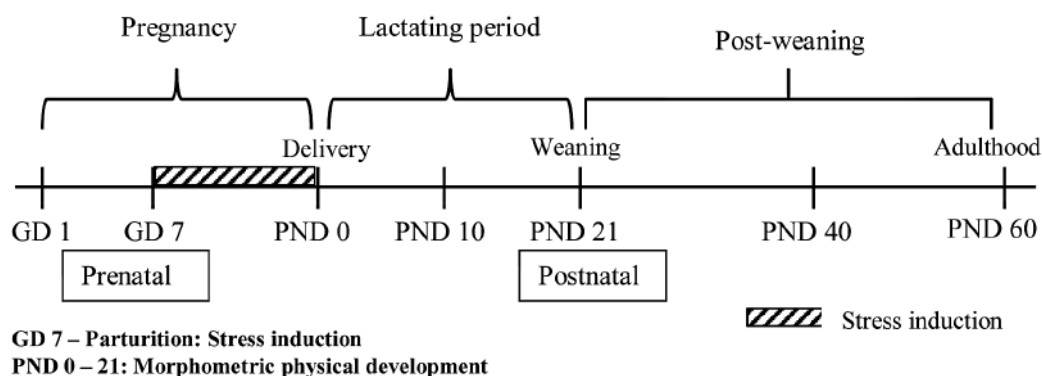 Pregnancy
Lactating period
Post-weaning
Delivery
Weaning
Adulthood
GD 1
GD 7
PND 0
PND 10
PND 21
PND 40
PND 60
Prenatal
Postnatal
Stress induction
GD 7 – Parturition: Stress induction
PND 0 – 21: Morphometric physical development